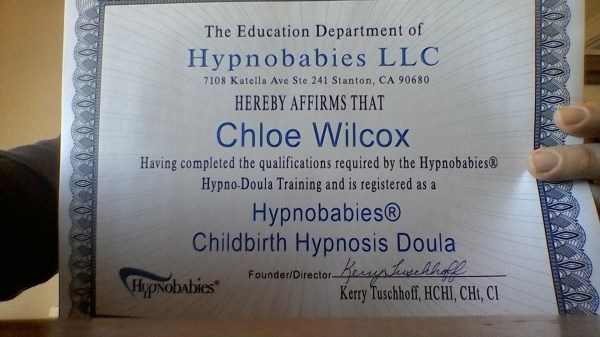 The Education Department of
Hypnobabies LLC
7108 Katella Ave Ste 241 Stanton, CA 90680
HEREBY AFFIRMS THAT
Chloe Wilcox
Having completed the qualifications required by the Hypnobabies®
Hypno-Doula Training and is registered as a
Hypnobabies®
Childbirth Hypnosis Doula
Founder/Director Kerry Tuschhoff
HYPNOBABIES®
Kerry Tuschhoff, HCHI, CHt, CI